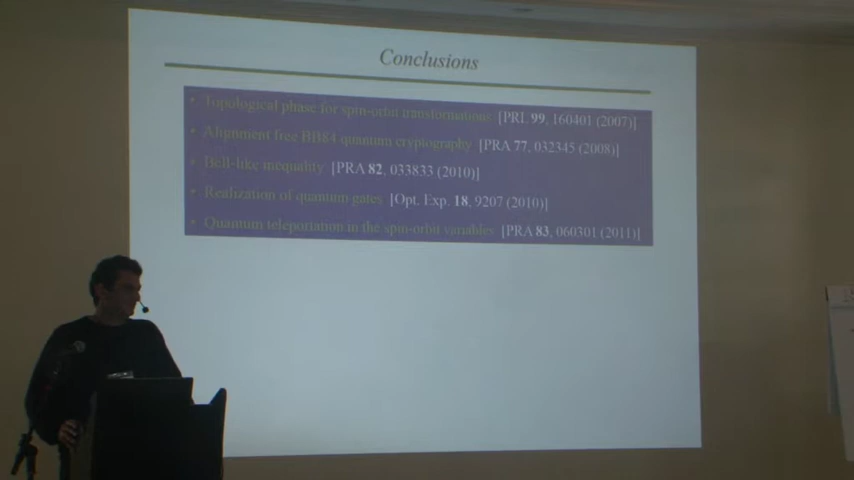 Conclusions
• Topological phase for spin-orbit transformations [PRL 99, 160401 (2007)]
• Alignment free BB84 quantum cryptography [PRA 77, 032345 (2008)]
• Bell-like inequality [PRA 82, 033833 (2010)]
• Realization of quantum gates [Opt. Exp. 18, 9207 (2010)]
• Quantum teleportation in the spin-orbit variables [PRA 83, 060301 (2011)]